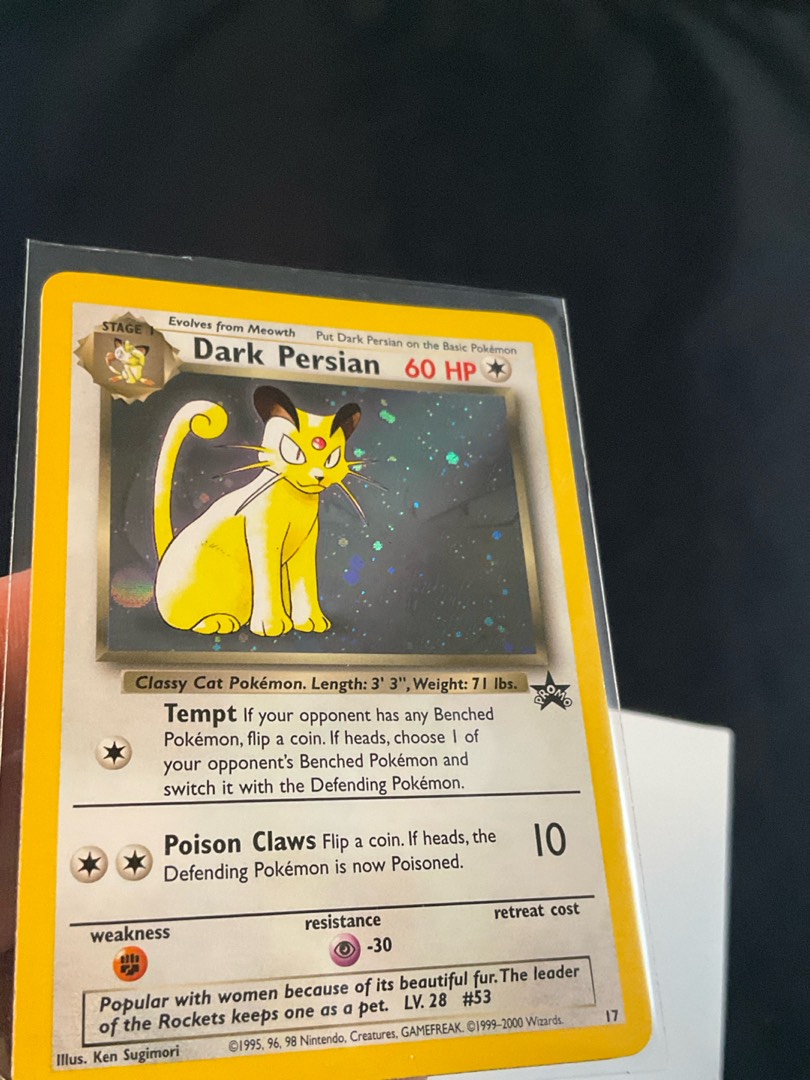 STAGE 1
Evolves from Meowth Put Dark Persian on the Basic Pokémon
Dark Persian 60 HP
Classy Cat Pokémon. Length: 3' 3", Weight: 71 lbs.
PROMO
Tempt If your opponent has any Benched
Pokémon, flip a coin. If heads, choose 1 of
your opponent's Benched Pokémon and
switch it with the Defending Pokémon.
Poison Claws Flip a coin. If heads, the 10
Defending Pokémon is now Poisoned.
weakness resistance retreat cost
-30
Popular with women because of its beautiful fur. The leader
of the Rockets keeps one as a pet. LV. 28 #53
Illus. Ken Sugimori ©1995, 96, 98 Nintendo, Creatures, GAMEFREAK. ©1999-2000 Wizards. 17